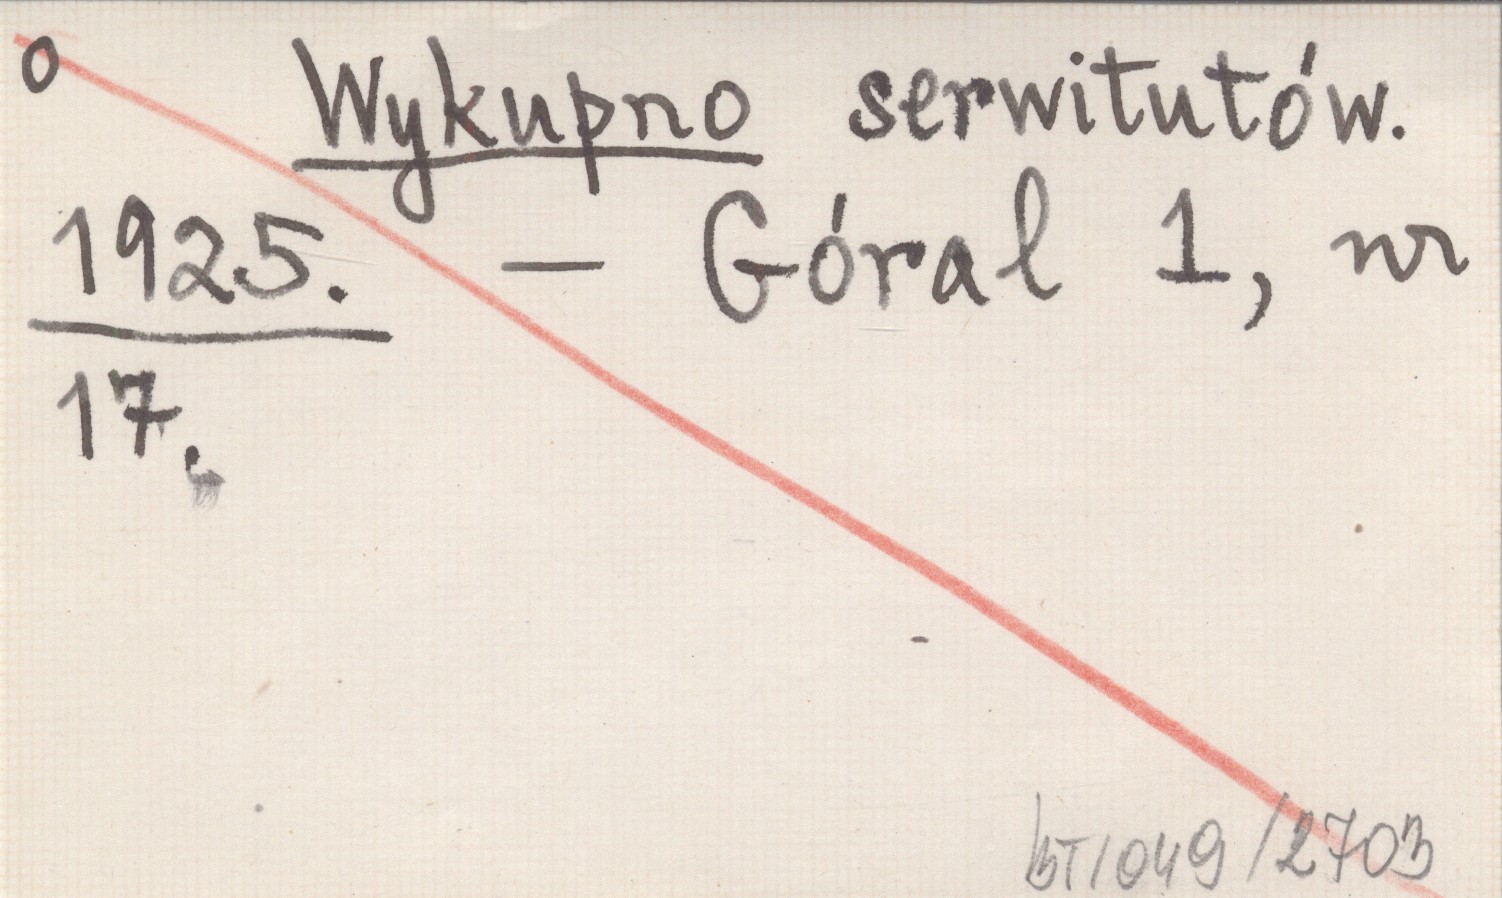 o Wykupno serwitutów.
1925. — Góral 1, nr
17.
BT/049/2703